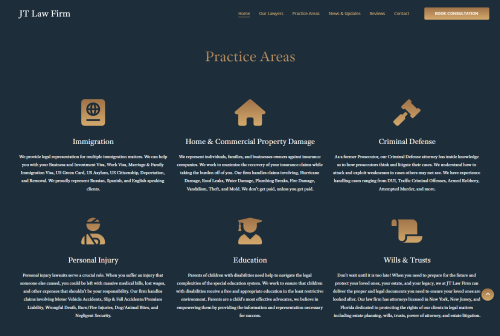 JT Law Firm
Home Our Lawyers Practice Areas News & Updates Reviews Contact BOOK CONSULTATION
Practice Areas
Immigration
We provide legal representation for multiple immigration matters. We can help
you with your Business and Investment Visa, Work Visa, Marriage & Family
Immigration Visa, US Green Card, US Asylum, US Citizenship, Deportation,
and Removal. We proudly represent Russian, Spanish, and English speaking
clients.
Home & Commercial Property Damage
We represent individuals, families, and businesses owners against insurance
companies. We work to maximize the recovery of your insurance claim while
taking the burden off of you. Our firm handles claims involving, Hurricane
Damage, Roof Leaks, Water Damage, Plumbing Breaks, Fire Damage,
Vandalism, Theft, and Mold. We don't get paid, unless you get paid.
Criminal Defense
As a former Prosecutor, our Criminal Defense attorney has inside knowledge
as to how prosecutors think and litigate their cases. We understand how to
attack and exploit weaknesses in cases others may not see. We have experience
handling cases ranging from DUI, Traffic Criminal Offenses, Armed Robbery,
Attempted Murder, and more.
Personal Injury
Personal injury lawsuits serve a crucial role. When you suffer an injury that
someone else caused, you could be left with massive medical bills, lost wages,
and other expenses that shouldn't be your responsibility. Our firm handles
claims involving Motor Vehicle Accidents, Slip & Fall Accidents/Premises
Liability, Wrongful Death, Burn/Fire Injuries, Dog/Animal Bites, and
Negligent Security.
Education
Parents of children with disabilities need help to navigate the legal
complexities of the special education system. We work to ensure that children
with disabilities receive a free and appropriate education in the least restrictive
environment. Parents are a child's most effective advocates, we believe in
empowering them by providing the information and representation necessary
for success.
Wills & Trusts
Don't wait until it is too late! When you need to prepare for the future and
protect your loved ones, your estate, and your legacy, we at JT Law Firm can
deliver the proper and legal documents you need to ensure your loved ones are
looked after. Our law firm has attorneys licensed in New York, New Jersey, and
Florida dedicated to protecting the rights of our clients in legal matters
including estate planning, wills, trusts, power of attorney, and estate litigation.